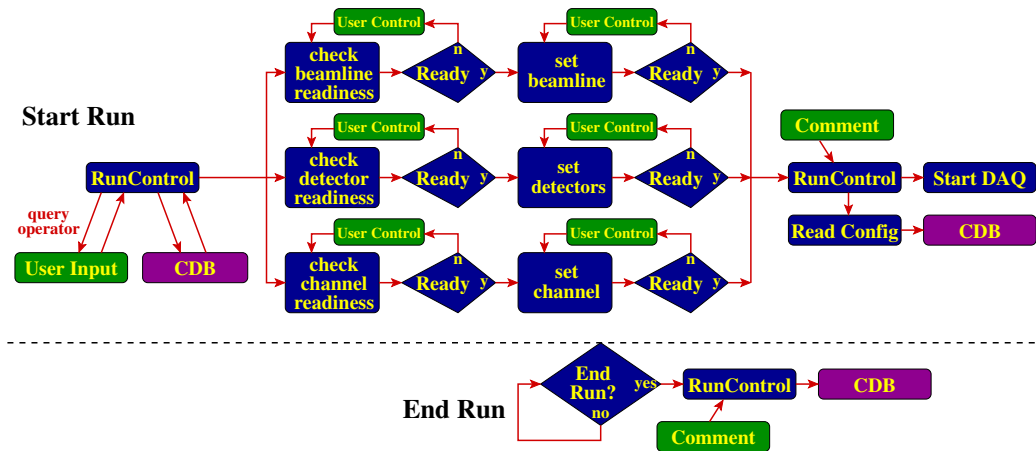 User Control
User Control
check
beamline
readiness
Ready
n
y
set
beamline
Ready
n
y
Start Run
User Control
User Control
check
detector
readiness
Ready
n
y
set
detectors
Ready
n
y
Comment
RunControl
RunControl
Start DAQ
query
operator
User Input
CDB
Read Config
CDB
User Control
User Control
check
channel
readiness
Ready
n
y
set
channel
Ready
n
y
End Run
End
Run?
yes
no
RunControl
CDB
Comment